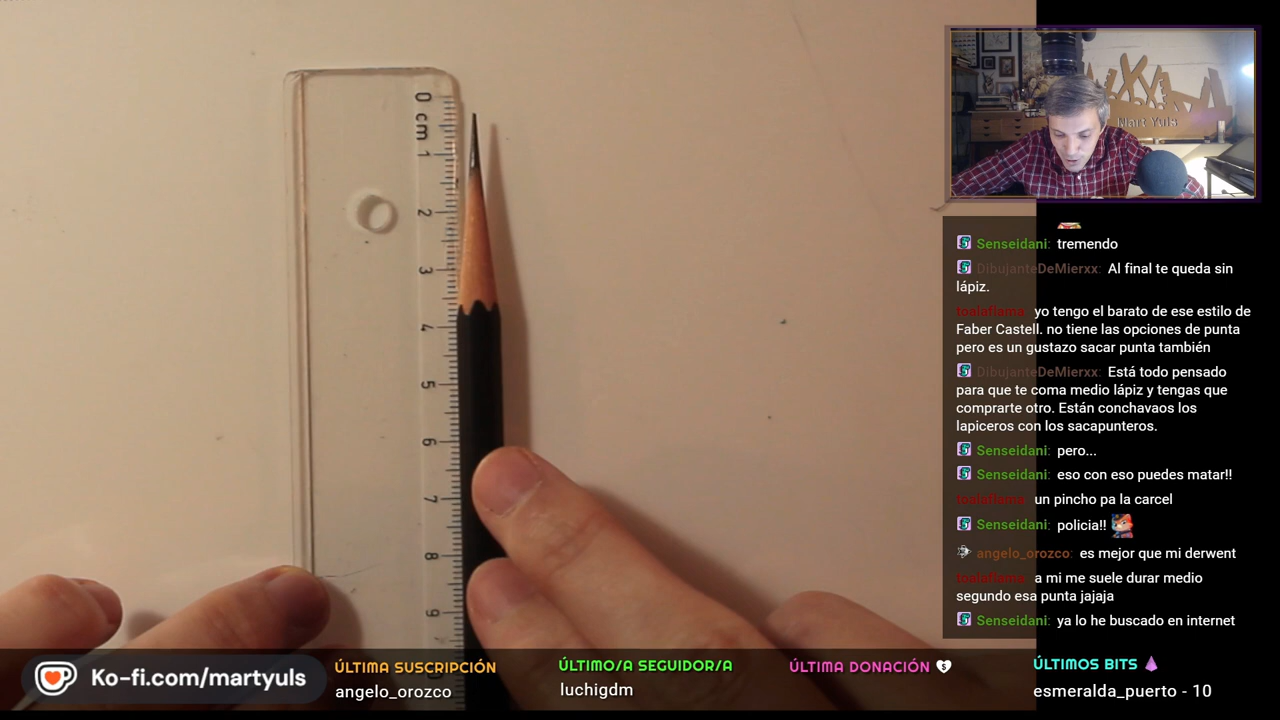 0 cm
1
2
3
4
5
6
7
8
9
Mart Yuls
Senseidani: tremendo
DibujanteDeMierxx: Al final te queda sin
lápiz.
toalaflama yo tengo el barato de ese estilo de
Faber Castell. no tiene las opciones de punta
pero es un gustazo sacar punta también
DibujanteDeMierxx: Está todo pensado
para que te coma medio lápiz y tengas que
comprarte otro. Están conchavaos los
lapiceros con los sacapunteros.
Senseidani: pero...
Senseidani: eso con eso puedes matar!!
toalaflama un pincho pa la carcel
Senseidani: policia!!
angelo_orozco: es mejor que mi derwent
toalaflama a mi me suele durar medio
segundo esa punta jajaja
Senseidani: ya lo he buscado en internet
Ko-fi.com/martyuls
ÚLTIMA SUSCRIPCIÓN
angelo_orozco
ÚLTIMO/A SEGUIDOR/A
luchigdm
ÚLTIMA DONACIÓN
ÚLTIMOS BITS
esmeralda_puerto - 10